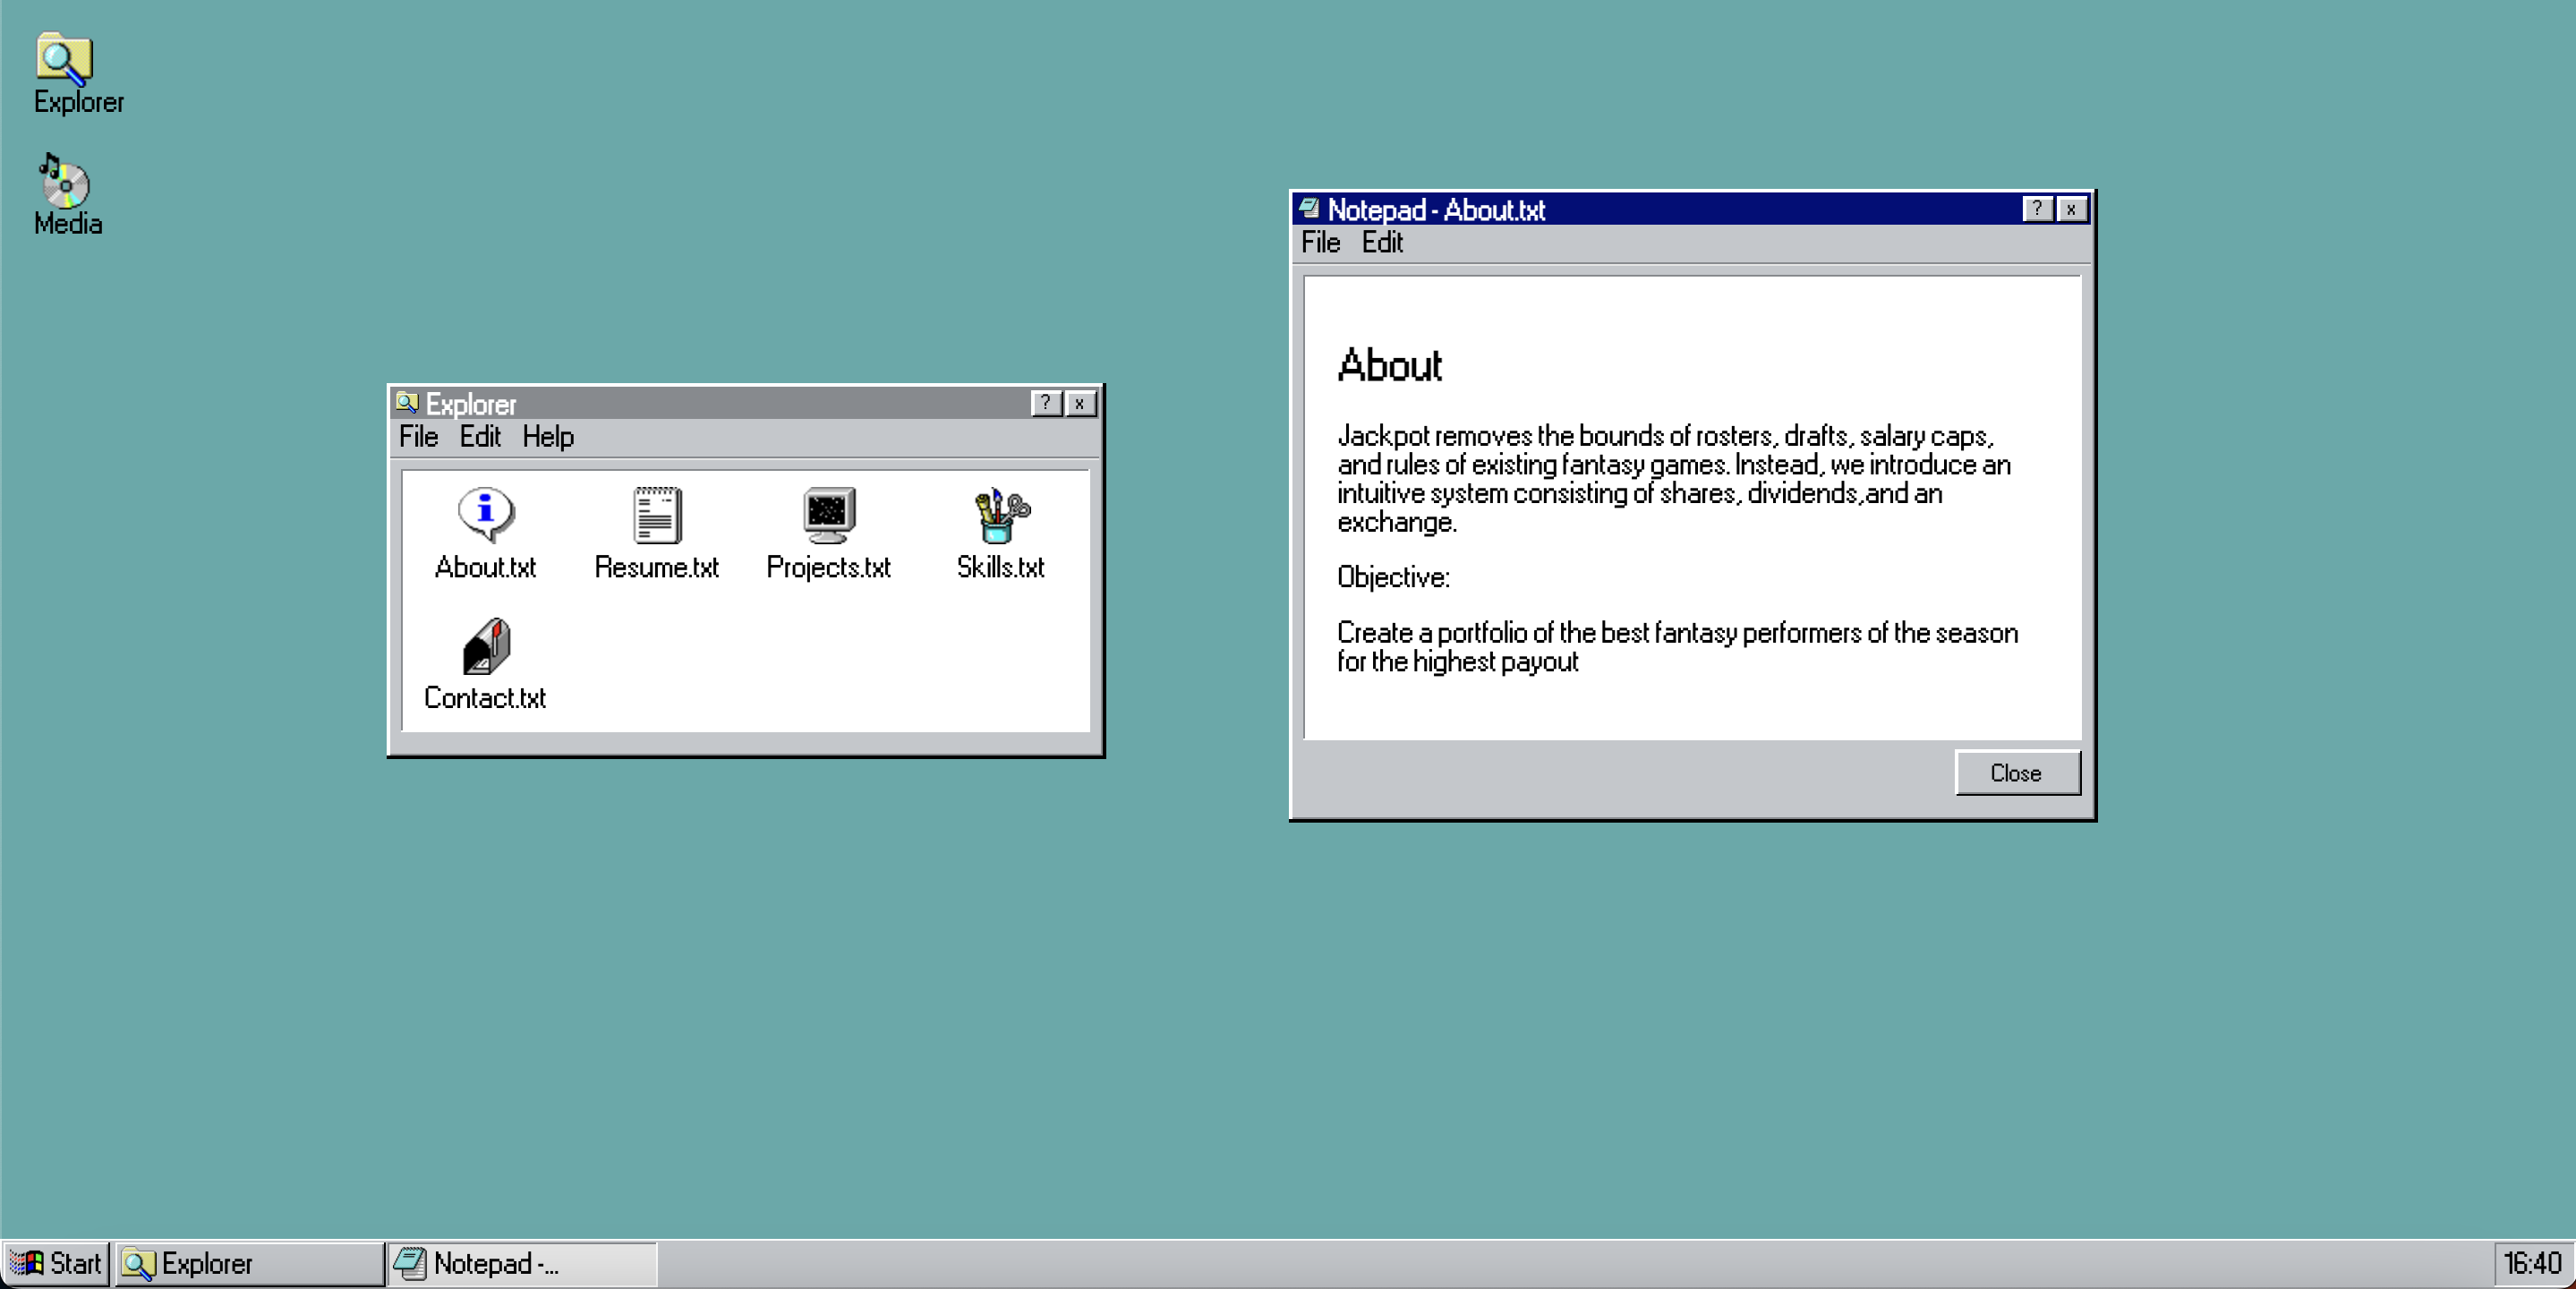 Explorer
Media
Explorer
? x
File Edit Help
About.txt Resume.txt Projects.txt Skills.txt
Contact.txt
Notepad - About.txt
? x
File Edit
About
Jackpot removes the bounds of rosters, drafts, salary caps,
and rules of existing fantasy games. Instead, we introduce an
intuitive system consisting of shares, dividends,and an
exchange.
Objective:
Create a portfolio of the best fantasy performers of the season
for the highest payout
Close
Start Explorer Notepad -... 16:40